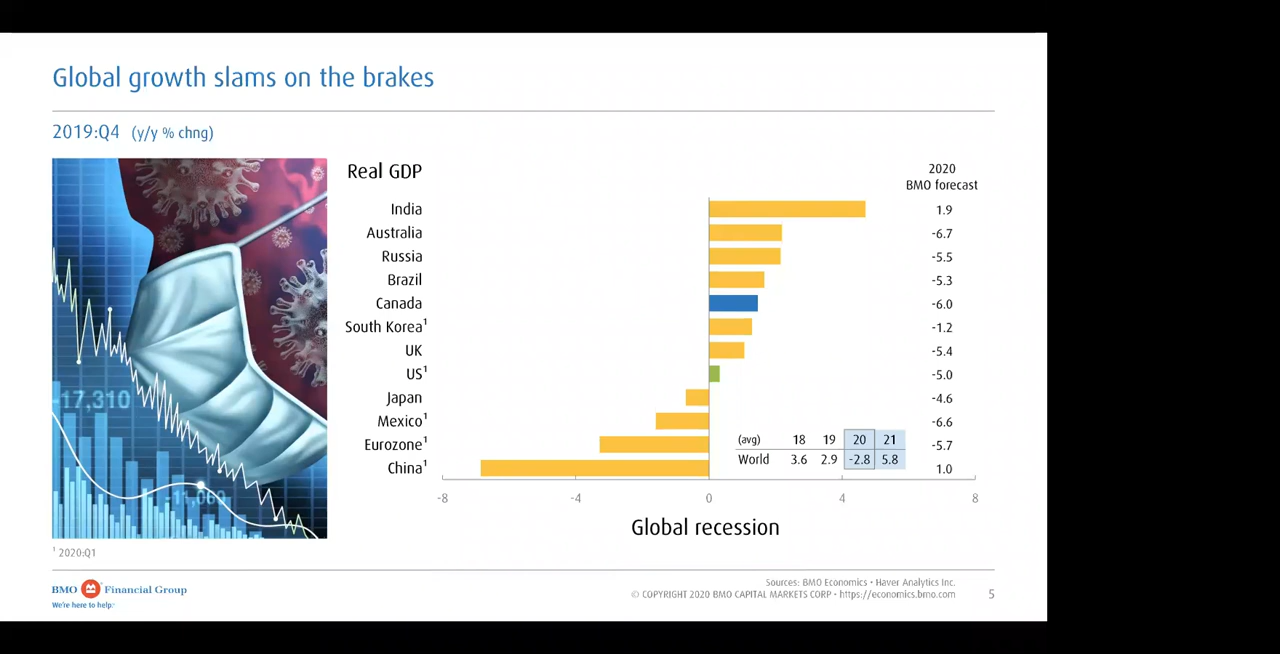 Global growth slams on the brakes
2019:Q4 (y/y % chng)
Real GDP
2020
BMO forecast
India 1.9
Australia -6.7
Russia -5.5
Brazil -5.3
Canada -6.0
South Korea¹ -1.2
UK -5.4
US¹ -5.0
Japan -4.6
Mexico¹ -6.6
Eurozone¹ -5.7
China¹ 1.0
(avg) 18 19 20 21
World 3.6 2.9 -2.8 5.8
-8 -4 0 4 8
Global recession
-17,310
-11,060
¹ 2020:Q1
BMO Financial Group
We're here to help.
Sources: BMO Economics • Haver Analytics Inc.
© COPYRIGHT 2020 BMO CAPITAL MARKETS CORP • https://economics.bmo.com
5